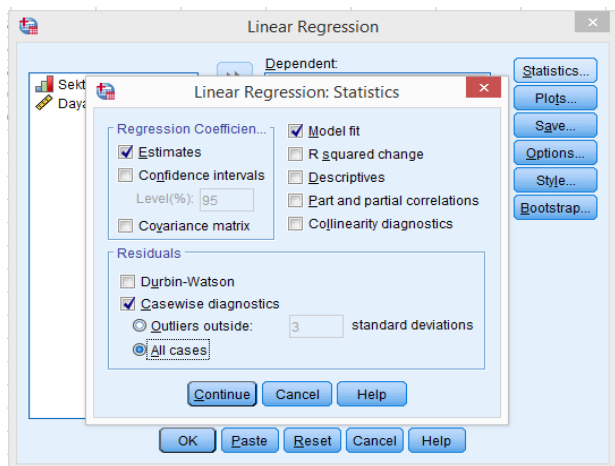 Linear Regression
Dependent:
Sekt
Daya
Statistics...
Plots...
Save...
Options...
Style...
Bootstrap...
Linear Regression: Statistics
Regression Coefficien...
Estimates
Confidence intervals
Level(%): 95
Covariance matrix
Model fit
R squared change
Descriptives
Part and partial correlations
Collinearity diagnostics
Residuals
Durbin-Watson
Casewise diagnostics
Outliers outside: 3 standard deviations
All cases
Continue Cancel Help
OK Paste Reset Cancel Help